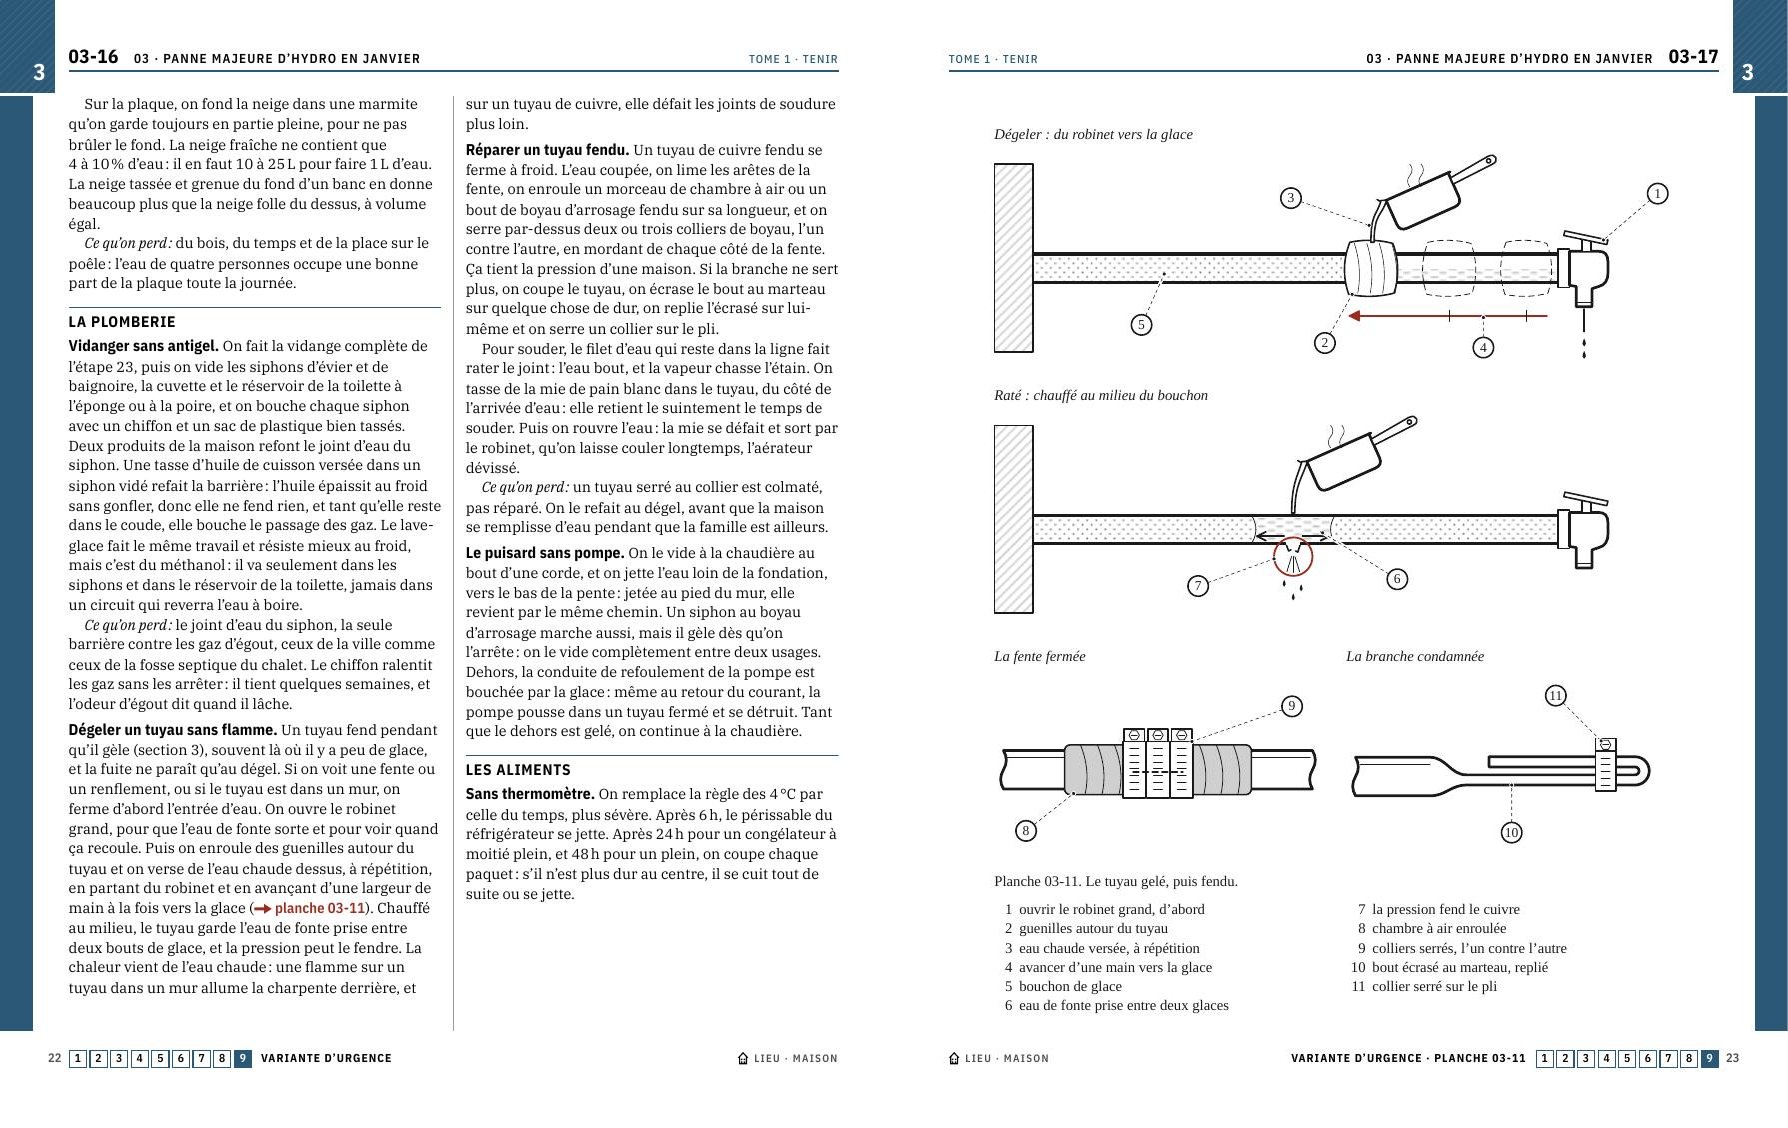 3
03-16 03 · PANNE MAJEURE D’HYDRO EN JANVIER
TOME 1 · TENIR
Sur la plaque, on fond la neige dans une marmite
qu’on garde toujours en partie pleine, pour ne pas
brûler le fond. La neige fraîche ne contient que
4 à 10 % d’eau : il en faut 10 à 25 L pour faire 1 L d’eau.
La neige tassée et grenue du fond d’un banc en donne
beaucoup plus que la neige folle du dessus, à volume
égal.
Ce qu’on perd : du bois, du temps et de la place sur le
poêle : l’eau de quatre personnes occupe une bonne
part de la plaque toute la journée.
LA PLOMBERIE
Vidanger sans antigel. On fait la vidange complète de
l’étape 23, puis on vide les siphons d’évier et de
baignoire, la cuvette et le réservoir de la toilette à
l’éponge ou à la poire, et on bouche chaque siphon
avec un chiffon et un sac de plastique bien tassés.
Deux produits de la maison refont le joint d’eau du
siphon. Une tasse d’huile de cuisson versée dans un
siphon vidé refait la barrière : l’huile épaissit au froid
sans gonfler, donc elle ne fend rien, et tant qu’elle reste
dans le coude, elle bouche le passage des gaz. Le lave-
glace fait le même travail et résiste mieux au froid,
mais c’est du méthanol : il va seulement dans les
siphons et dans le réservoir de la toilette, jamais dans
un circuit qui reverra l’eau à boire.
Ce qu’on perd : le joint d’eau du siphon, la seule
barrière contre les gaz d’égout, ceux de la ville comme
ceux de la fosse septique du chalet. Le chiffon ralentit
les gaz sans les arrêter : il tient quelques semaines, et
l’odeur d’égout dit quand il lâche.
Dégeler un tuyau sans flamme. Un tuyau fend pendant
qu’il gèle (section 3), souvent là où il y a peu de glace,
et la fuite ne paraît qu’au dégel. Si on voit une fente ou
un renflement, ou si le tuyau est dans un mur, on
ferme d’abord l’entrée d’eau. On ouvre le robinet
grand, pour que l’eau de fonte sorte et pour voir quand
ça recoule. Puis on enroule des guenilles autour du
tuyau et on verse de l’eau chaude dessus, à répétition,
en partant du robinet et en avançant d’une largeur de
main à la fois vers la glace (➡ planche 03-11). Chauffé
au milieu, le tuyau garde l’eau de fonte prise entre
deux bouts de glace, et la pression peut le fendre. La
chaleur vient de l’eau chaude : une flamme sur un
tuyau dans un mur allume la charpente derrière, et
sur un tuyau de cuivre, elle défait les joints de soudure
plus loin.
Réparer un tuyau fendu. Un tuyau de cuivre fendu se
ferme à froid. L’eau coupée, on lime les arêtes de la
fente, on enroule un morceau de chambre à air ou un
bout de boyau d’arrosage fendu sur sa longueur, et on
serre par-dessus deux ou trois colliers de boyau, l’un
contre l’autre, en mordant de chaque côté de la fente.
Ça tient la pression d’une maison. Si la branche ne sert
plus, on coupe le tuyau, on écrase le bout au marteau
sur quelque chose de dur, on replie l’écrasé sur lui-
même et on serre un collier sur le pli.
Pour souder, le filet d’eau qui reste dans la ligne fait
rater le joint : l’eau bout, et la vapeur chasse l’étain. On
tasse de la mie de pain blanc dans le tuyau, du côté de
l’arrivée d’eau : elle retient le suintement le temps de
souder. Puis on rouvre l’eau : la mie se défait et sort par
le robinet, qu’on laisse couler longtemps, l’aérateur
dévissé.
Ce qu’on perd : un tuyau serré au collier est colmaté,
pas réparé. On le refait au dégel, avant que la maison
se remplisse d’eau pendant que la famille est ailleurs.
Le puisard sans pompe. On le vide à la chaudière au
bout d’une corde, et on jette l’eau loin de la fondation,
vers le bas de la pente : jetée au pied du mur, elle
revient par le même chemin. Un siphon au boyau
d’arrosage marche aussi, mais il gèle dès qu’on
l’arrête : on le vide complètement entre deux usages.
Dehors, la conduite de refoulement de la pompe est
bouchée par la glace : même au retour du courant, la
pompe pousse dans un tuyau fermé et se détruit. Tant
que le dehors est gelé, on continue à la chaudière.
LES ALIMENTS
Sans thermomètre. On remplace la règle des 4 °C par
celle du temps, plus sévère. Après 6 h, le périssable du
réfrigérateur se jette. Après 24 h pour un congélateur à
moitié plein, et 48 h pour un plein, on coupe chaque
paquet : s’il n’est plus dur au centre, il se cuit tout de
suite ou se jette.
22 1 2 3 4 5 6 7 8 9 VARIANTE D’URGENCE
LIEU · MAISON
TOME 1 · TENIR
03 · PANNE MAJEURE D’HYDRO EN JANVIER 03-17
3
Dégeler : du robinet vers la glace
1
3
5
2
4
Raté : chauffé au milieu du bouchon
7
6
La fente fermée
La branche condamnée
9
8
11
10
Planche 03-11. Le tuyau gelé, puis fendu.
1 ouvrir le robinet grand, d’abord
2 guenilles autour du tuyau
3 eau chaude versée, à répétition
4 avancer d’une main vers la glace
5 bouchon de glace
6 eau de fonte prise entre deux glaces
7 la pression fend le cuivre
8 chambre à air enroulée
9 colliers serrés, l’un contre l’autre
10 bout écrasé au marteau, replié
11 collier serré sur le pli
LIEU · MAISON
VARIANTE D’URGENCE · PLANCHE 03-11 1 2 3 4 5 6 7 8 9 23